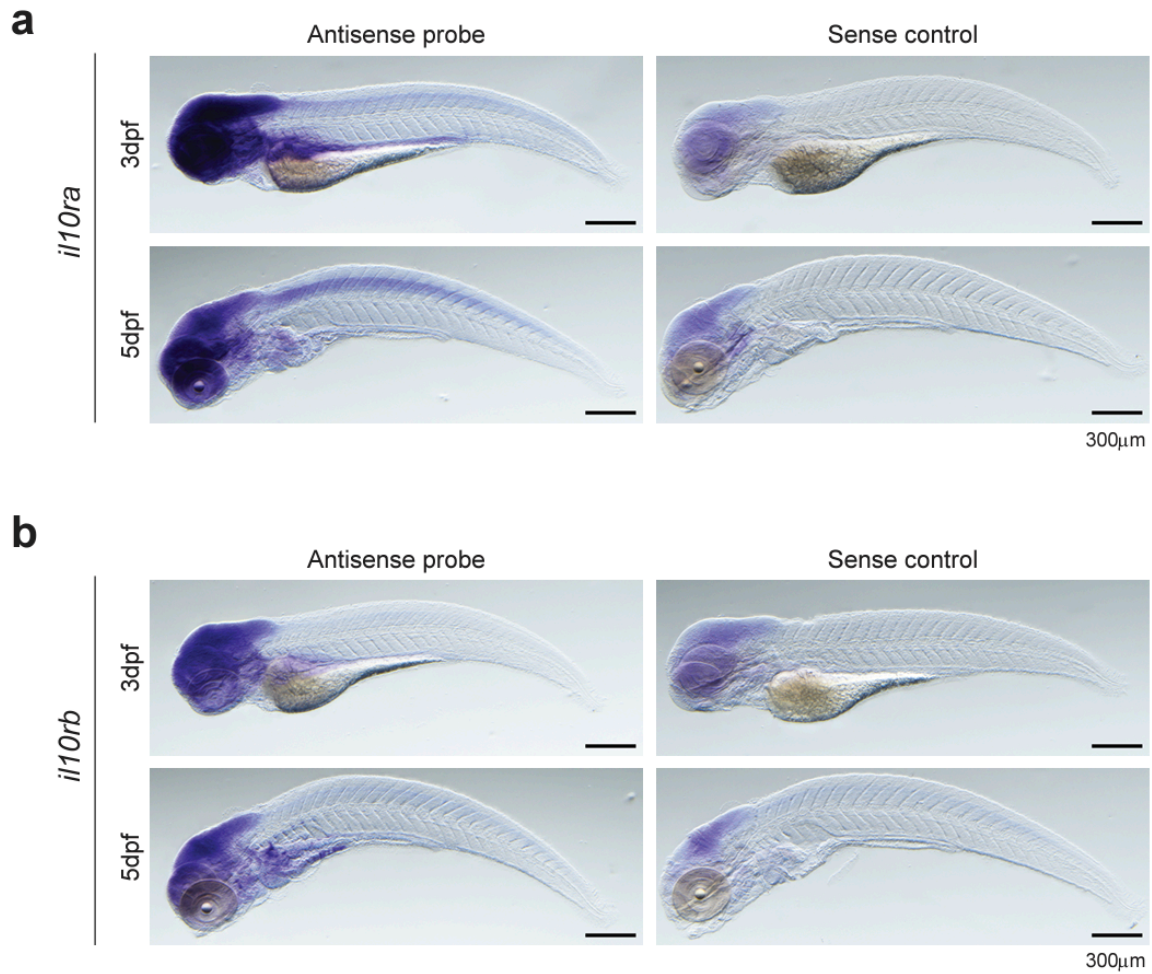 a
Antisense probe
Sense control
il10ra
3dpf
5dpf
300μm
b
Antisense probe
Sense control
il10rb
3dpf
5dpf
300μm